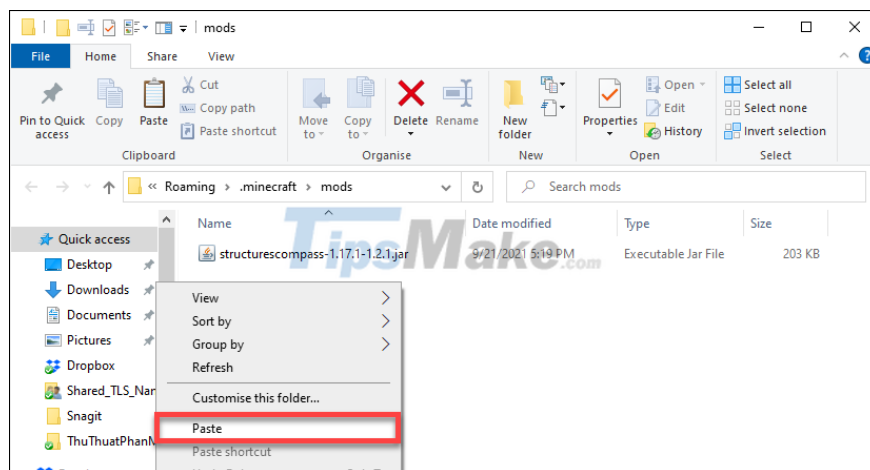 mods
File Home Share View
Pin to Quick access
Copy
Paste
Cut
Copy path
Paste shortcut
Clipboard
Move to
Copy to
Delete
Rename
Organise
New folder
New
Properties
Open
Edit
History
Open
Select all
Select none
Invert selection
Select
« Roaming › .minecraft › mods
Search mods
Name Date modified Type Size
structurescompass-1.17.1-1.2.1.jar 9/21/2021 5:19 PM Executable Jar File 203 KB
TipsMake.com
Quick access
Desktop
Downloads
Documents
Pictures
Dropbox
Shared_TLS_Nar
Snagit
ThuThuatPhanM
View
Sort by
Group by
Refresh
Customise this folder...
Paste
Paste shortcut